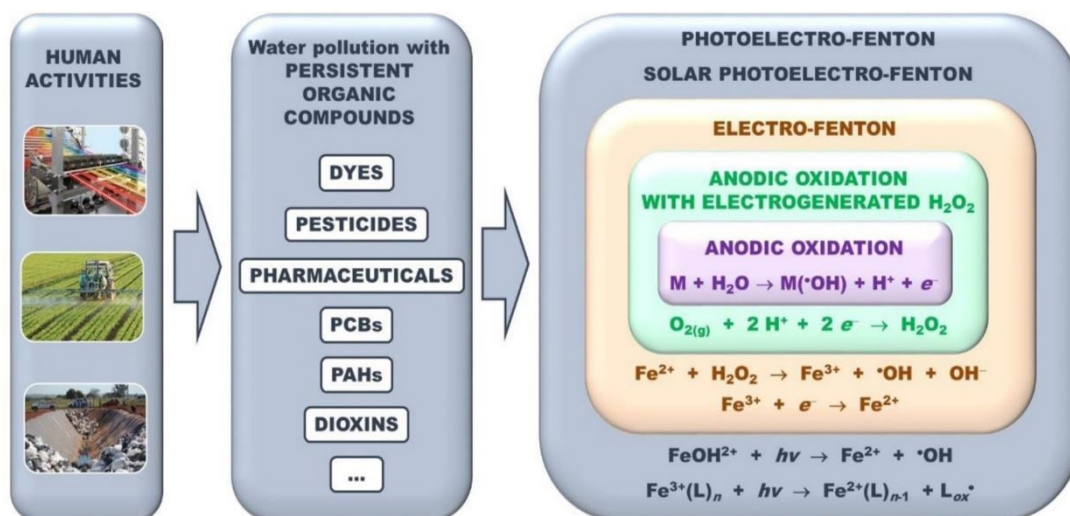 HUMAN
ACTIVITIES
Water pollution with
PERSISTENT
ORGANIC
COMPOUNDS
DYES
PESTICIDES
PHARMACEUTICALS
PCBs
PAHs
DIOXINS
...
PHOTOELECTRO-FENTON
SOLAR PHOTOELECTRO-FENTON
ELECTRO-FENTON
ANODIC OXIDATION
WITH ELECTROGENERATED H₂O₂
ANODIC OXIDATION
M + H₂O → M(•OH) + H⁺ + e⁻
O₂(g) + 2 H⁺ + 2 e⁻ → H₂O₂
Fe²⁺ + H₂O₂ → Fe³⁺ + •OH + OH⁻
Fe³⁺ + e⁻ → Fe²⁺
FeOH²⁺ + hν → Fe²⁺ + •OH
Fe³⁺(L)ₙ + hν → Fe²⁺(L)ₙ₋₁ + Lₒₓ•